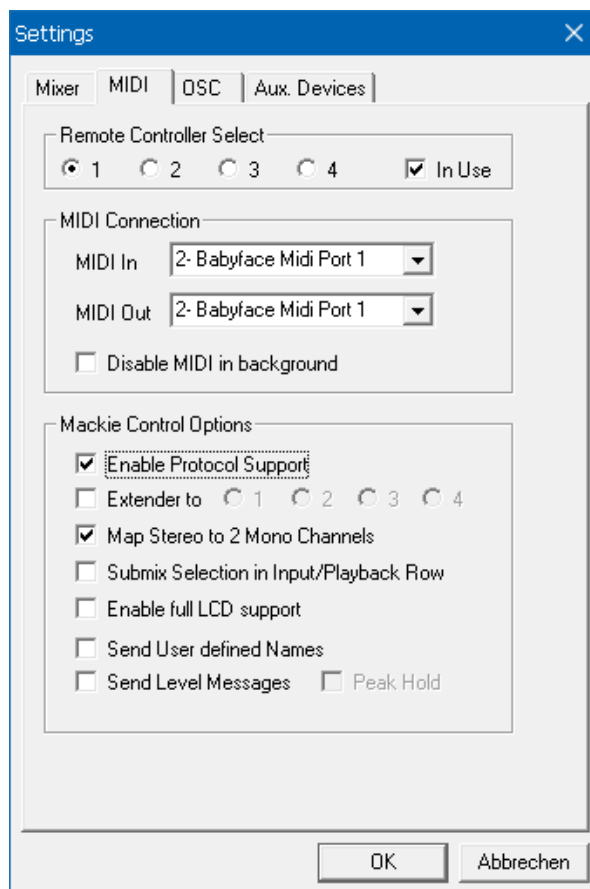 Settings
Mixer MIDI OSC Aux. Devices
Remote Controller Select
1 2 3 4 In Use
MIDI Connection
MIDI In 2- Babyface Midi Port 1
MIDI Out 2- Babyface Midi Port 1
Disable MIDI in background
Mackie Control Options
Enable Protocol Support
Extender to 1 2 3 4
Map Stereo to 2 Mono Channels
Submix Selection in Input/Playback Row
Enable full LCD support
Send User defined Names
Send Level Messages Peak Hold
OK Abbrechen